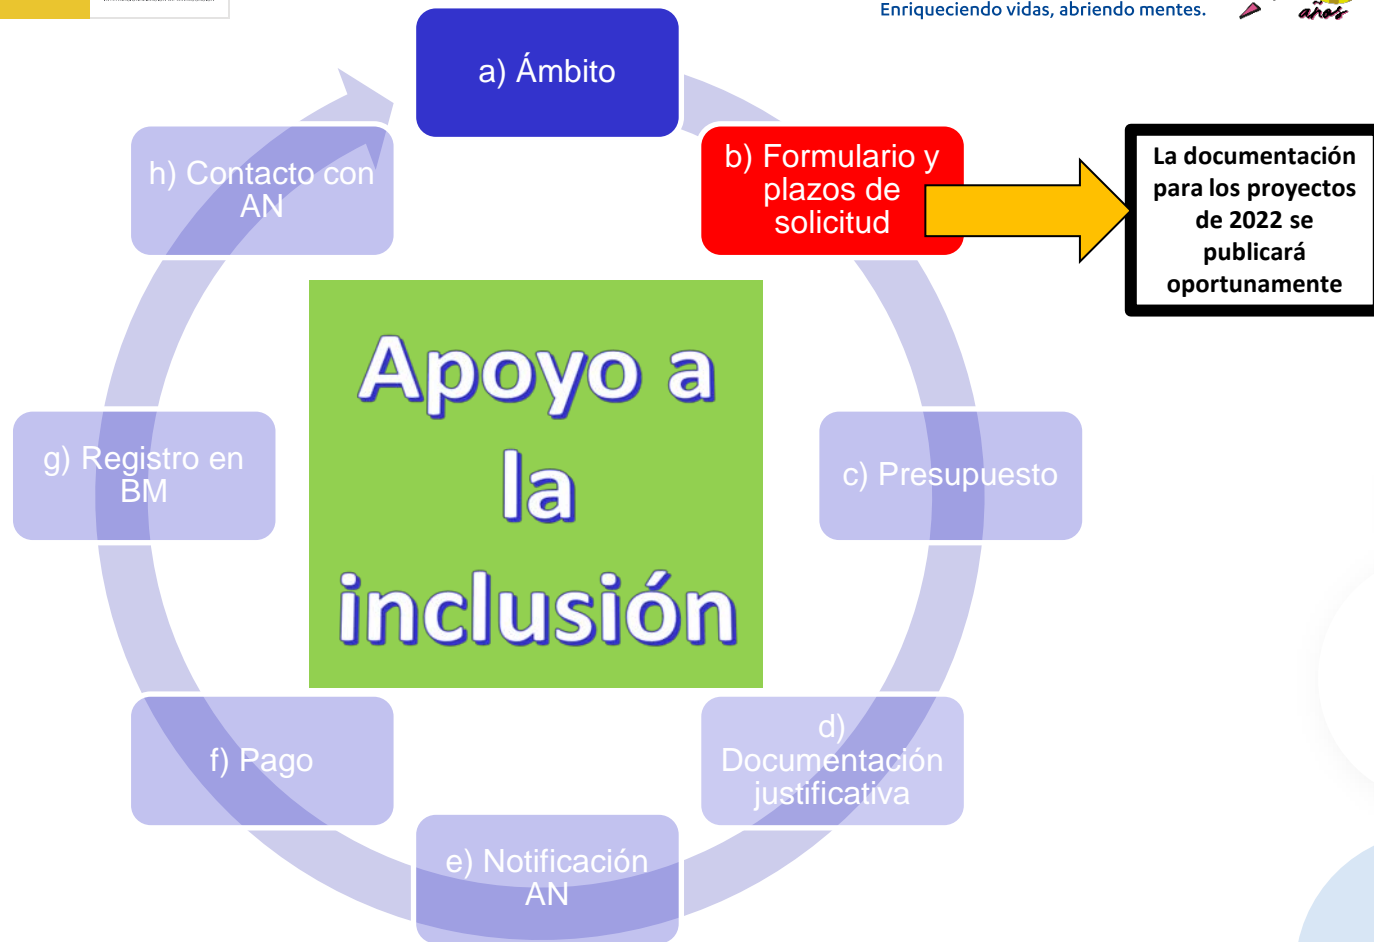 Enriqueciendo vidas, abriendo mentes.
años
a) Ámbito
b) Formulario y
plazos de
solicitud
La documentación
para los proyectos
de 2022 se
publicará
oportunamente
h) Contacto con
AN
Apoyo a
la
inclusión
g) Registro en
BM
c) Presupuesto
f) Pago
d)
Documentación
justificativa
e) Notificación
AN